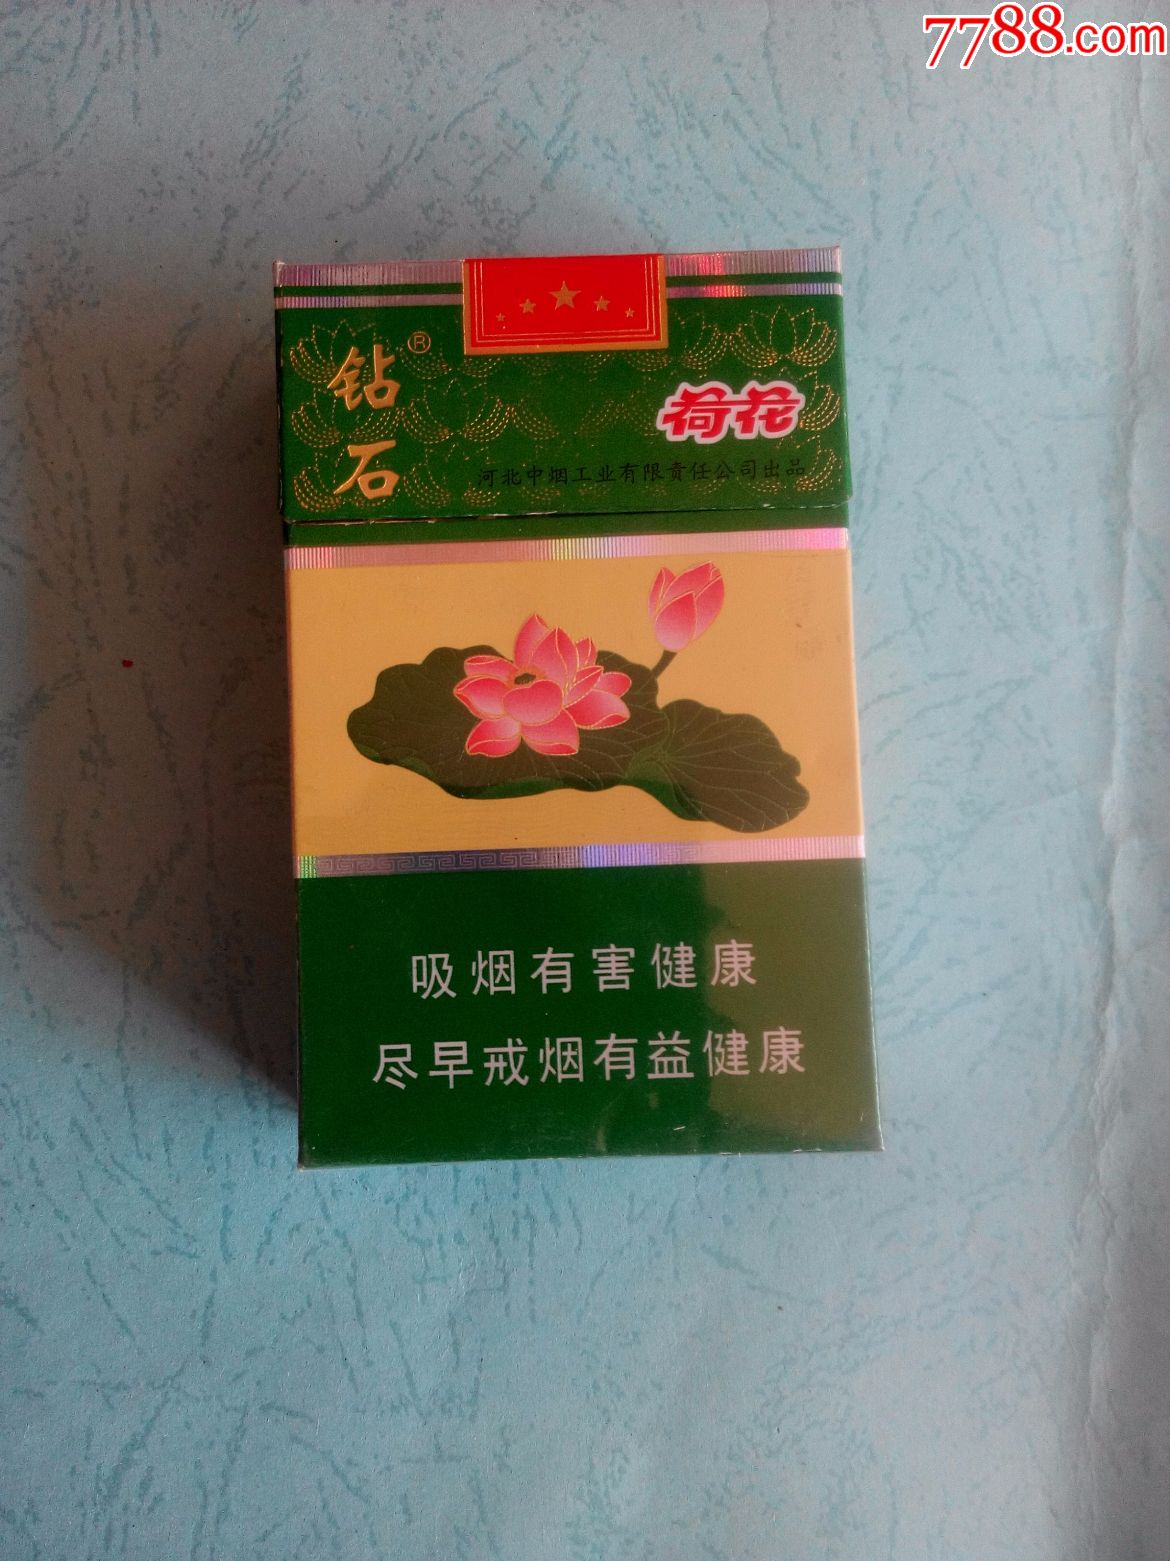 7788.com
钻石®
荷花
河北中烟工业有限责任公司出品
吸烟有害健康
尽早戒烟有益健康